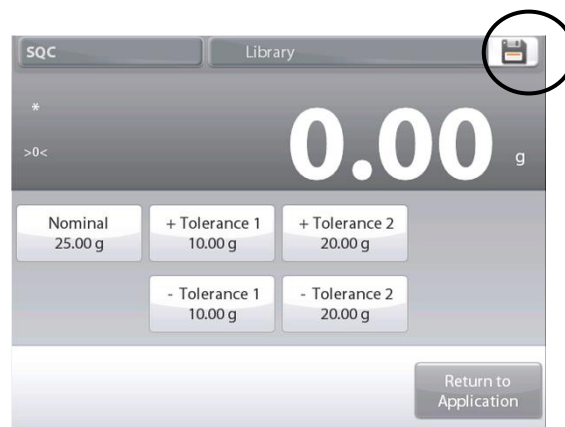 SQC
Library
*
>0<
0.00 g
Nominal
25.00 g
+ Tolerance 1
10.00 g
+ Tolerance 2
20.00 g
- Tolerance 1
10.00 g
- Tolerance 2
20.00 g
Return to
Application